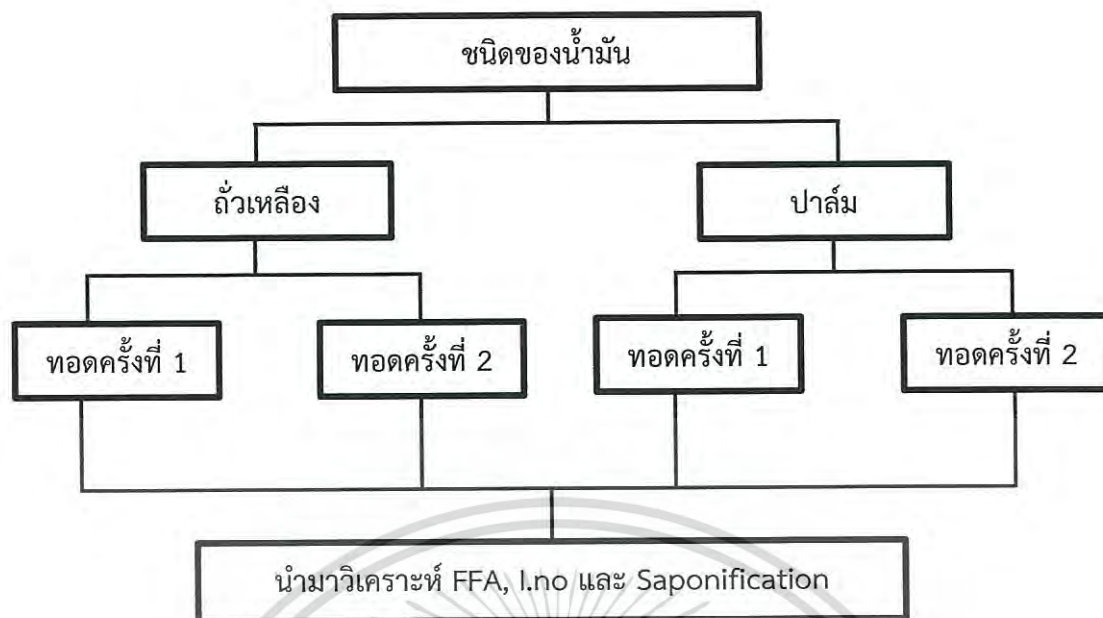 ชนิดของน้ำมัน
ถั่วเหลือง
ปาล์ม
ทอดครั้งที่ 1
ทอดครั้งที่ 2
ทอดครั้งที่ 1
ทอดครั้งที่ 2
นำมาวิเคราะห์ FFA, I.no และ Saponification